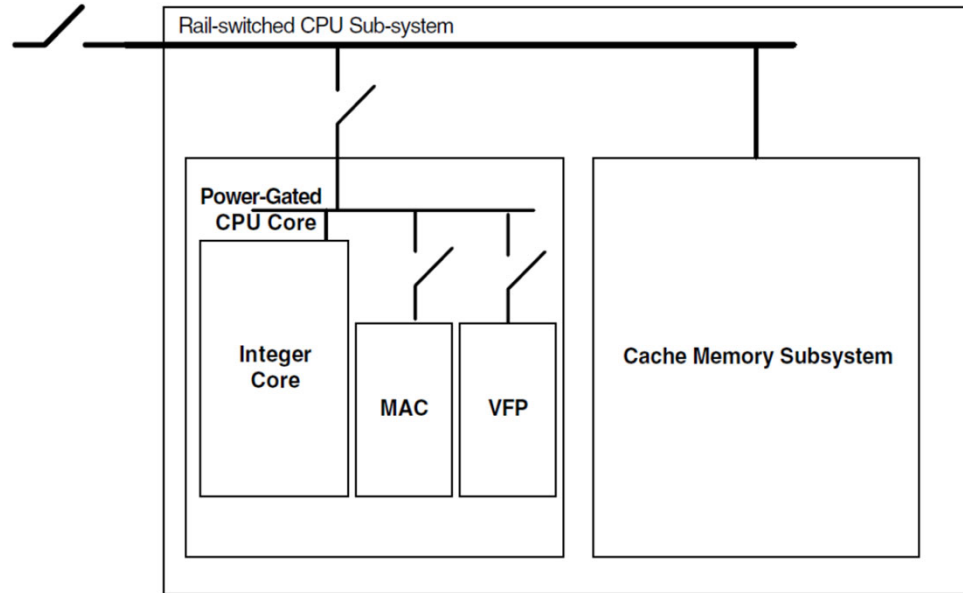 Rail-switched CPU Sub-system
Power-Gated
CPU Core
Integer
Core
MAC
VFP
Cache Memory Subsystem